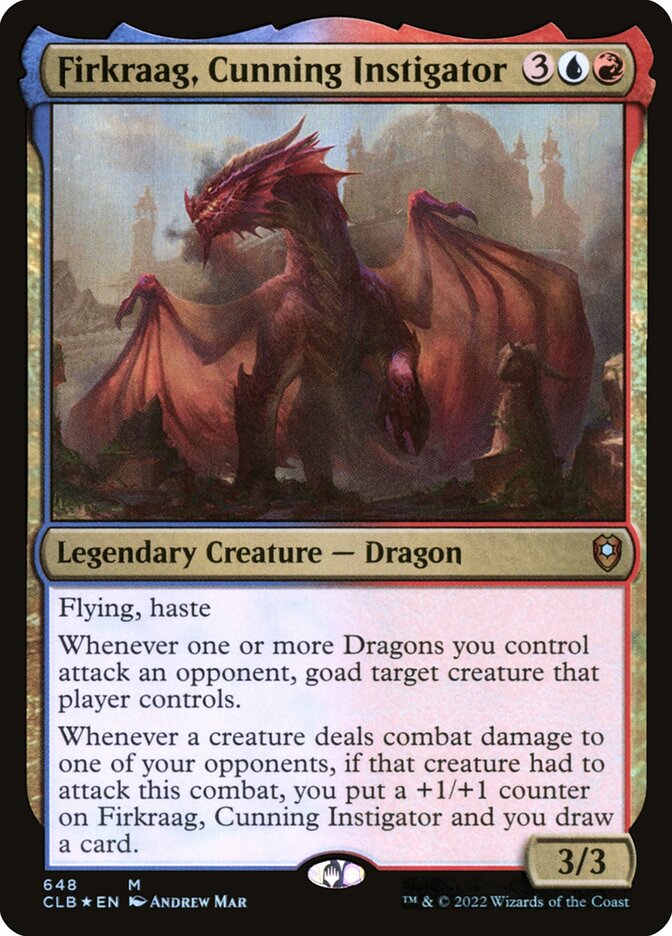 Firkraag, Cunning Instigator 3
Legendary Creature — Dragon
Flying, haste
Whenever one or more Dragons you control
attack an opponent, goad target creature that
player controls.
Whenever a creature deals combat damage to
one of your opponents, if that creature had to
attack this combat, you put a +1/+1 counter
on Firkraag, Cunning Instigator and you draw
a card.
3/3
648 M
CLB★EN Andrew Mar
™ & © 2022 Wizards of the Coast